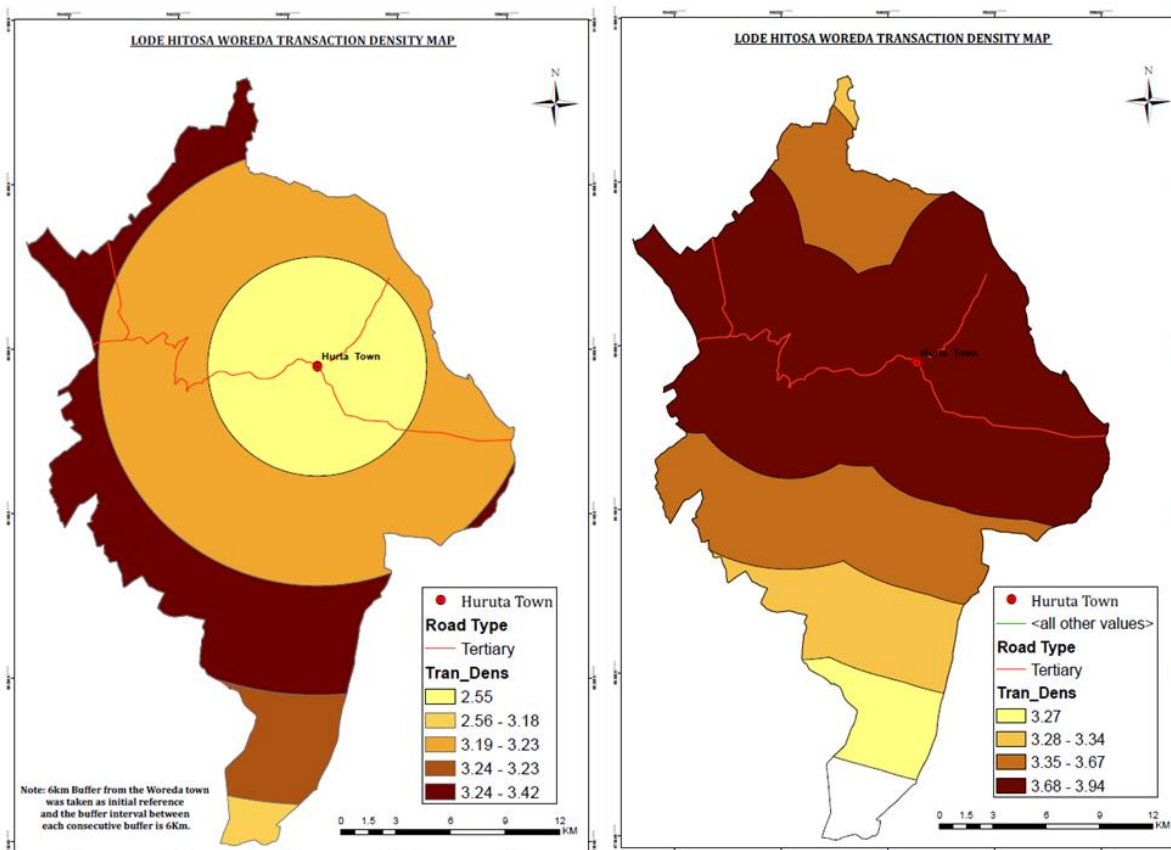 LODE HITOSA WOREDA TRANSACTION DENSITY MAP
N
Hurta Town
Huruta Town
Road Type
Tertiary
Tran_Dens
2.55
2.56 - 3.18
3.19 - 3.23
3.24 - 3.23
3.24 - 3.42
Note: 6km Buffer from the Woreda town
was taken as initial reference
and the buffer interval between
each consecutive buffer is 6Km.
0 1.5 3 6 9 12
KM
LODE HITOSA WOREDA TRANSACTION DENSITY MAP
N
Hurta Town
Huruta Town
<all other values>
Road Type
Tertiary
Tran_Dens
3.27
3.28 - 3.34
3.35 - 3.67
3.68 - 3.94
0 1.5 3 6 9 12
KM